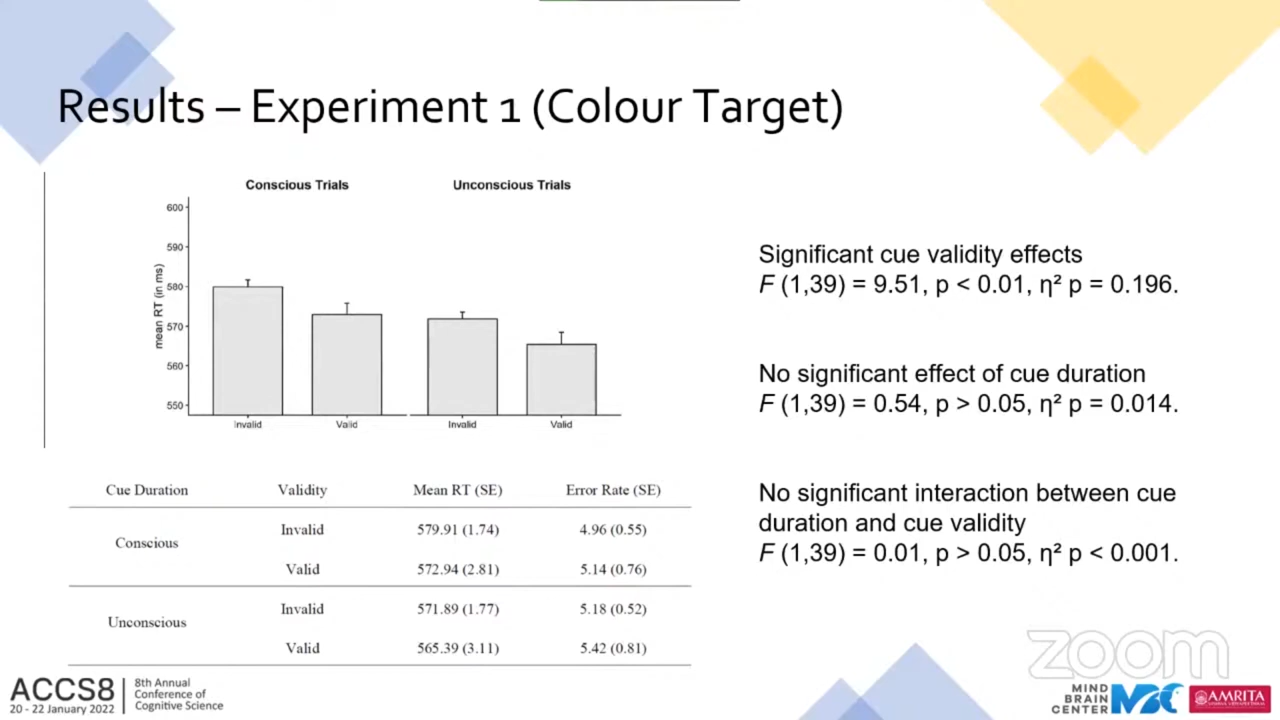 Results – Experiment 1 (Colour Target)
Conscious Trials
Unconscious Trials
mean RT (in ms)
600
590
580
570
560
550
Invalid
Valid
Invalid
Valid
Significant cue validity effects
F (1,39) = 9.51, p < 0.01, η² p = 0.196.
No significant effect of cue duration
F (1,39) = 0.54, p > 0.05, η² p = 0.014.
No significant interaction between cue
duration and cue validity
F (1,39) = 0.01, p > 0.05, η² p < 0.001.
Cue Duration Validity Mean RT (SE) Error Rate (SE)
Conscious
Invalid 579.91 (1.74) 4.96 (0.55)
Valid 572.94 (2.81) 5.14 (0.76)
Unconscious
Invalid 571.89 (1.77) 5.18 (0.52)
Valid 565.39 (3.11) 5.42 (0.81)
ACCS8
20 - 22 January 2022
8th Annual
Conference of
Cognitive Science
zoom
MIND
BRAIN
CENTER
MBC
AMRITA